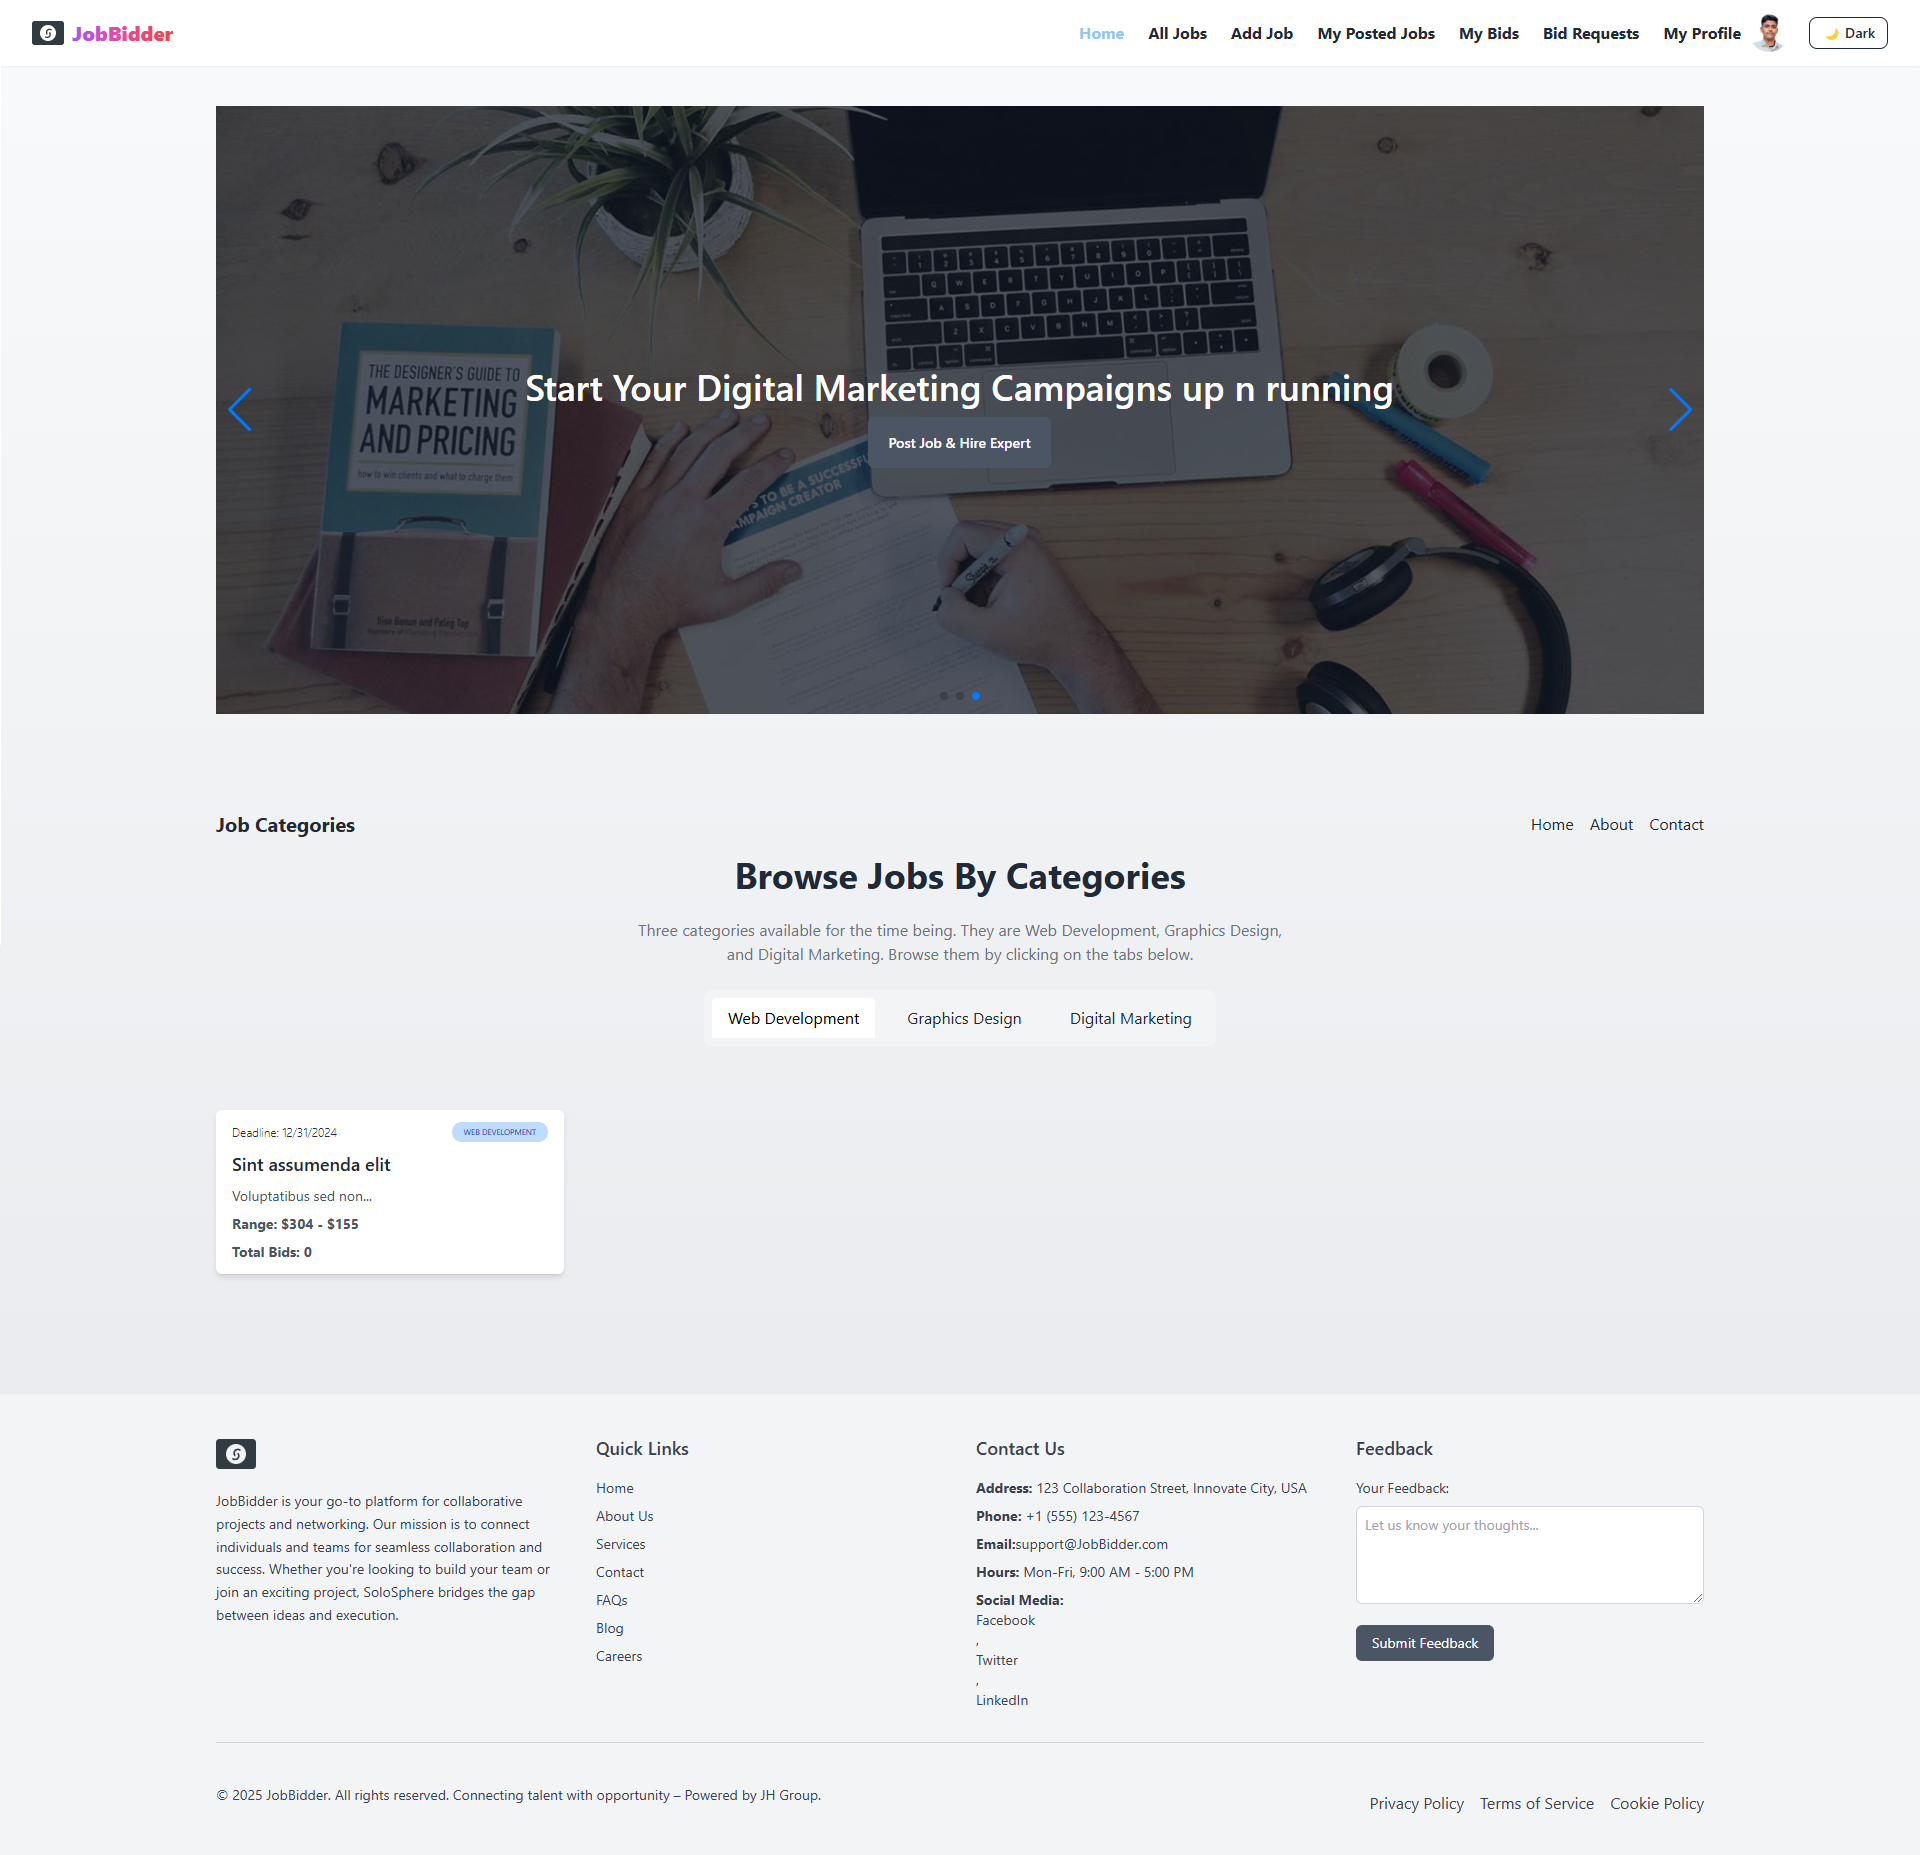 JobBidder
Home All Jobs Add Job My Posted Jobs My Bids Bid Requests My Profile Dark
THE DESIGNER'S GUIDE TO
MARKETING
AND PRICING
how to win clients and what to charge them
Start Your Digital Marketing Campaigns up n running
Post Job & Hire Expert
TO BE A SUCCESSFUL
CAMPAIGN CREATOR
Sharpie
Ilise Benun and Peleg Top
Job Categories
Home About Contact
Browse Jobs By Categories
Three categories available for the time being. They are Web Development, Graphics Design,
and Digital Marketing. Browse them by clicking on the tabs below.
Web Development Graphics Design Digital Marketing
Deadline: 12/31/2024 WEB DEVELOPMENT
Sint assumenda elit
Voluptatibus sed non...
Range: $304 - $155
Total Bids: 0
JobBidder is your go-to platform for collaborative
projects and networking. Our mission is to connect
individuals and teams for seamless collaboration and
success. Whether you're looking to build your team or
join an exciting project, SoloSphere bridges the gap
between ideas and execution.
Quick Links
Home
About Us
Services
Contact
FAQs
Blog
Careers
Contact Us
Address: 123 Collaboration Street, Innovate City, USA
Phone: +1 (555) 123-4567
Email:support@JobBidder.com
Hours: Mon-Fri, 9:00 AM - 5:00 PM
Social Media:
Facebook
,
Twitter
,
LinkedIn
Feedback
Your Feedback:
Let us know your thoughts...
Submit Feedback
© 2025 JobBidder. All rights reserved. Connecting talent with opportunity – Powered by JH Group.
Privacy Policy Terms of Service Cookie Policy